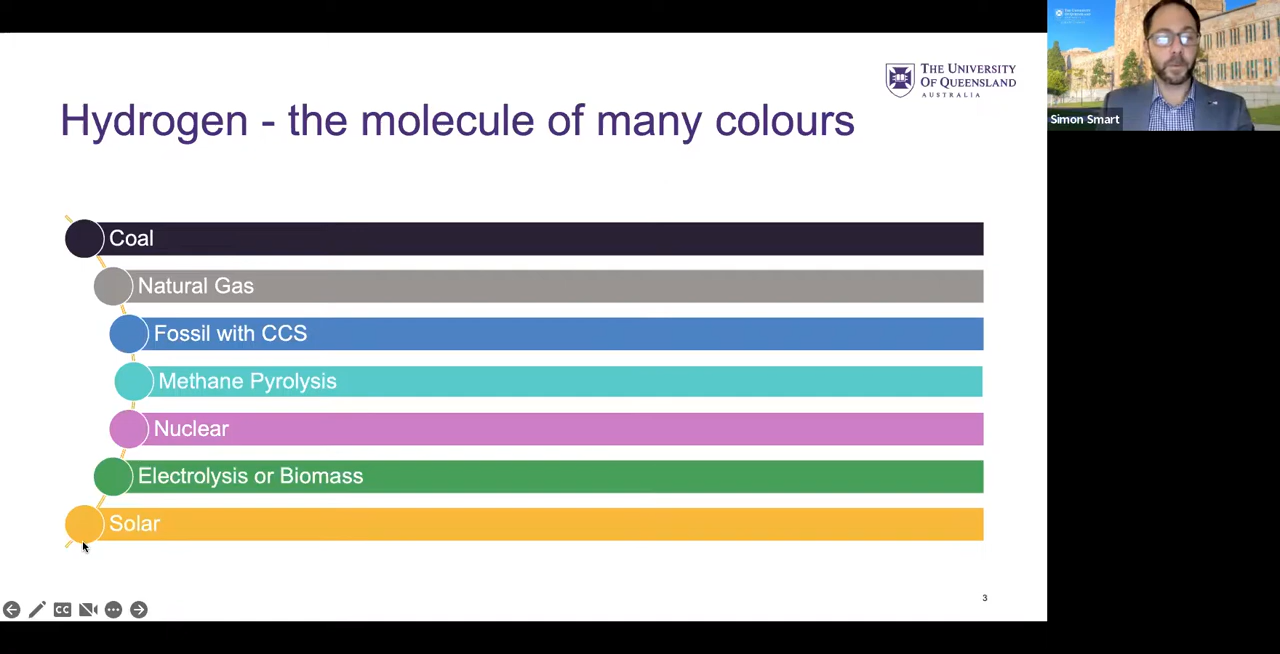 THE UNIVERSITY
OF QUEENSLAND
AUSTRALIA
Hydrogen - the molecule of many colours
Simon Smart
Coal
Natural Gas
Fossil with CCS
Methane Pyrolysis
Nuclear
Electrolysis or Biomass
Solar
3
CC